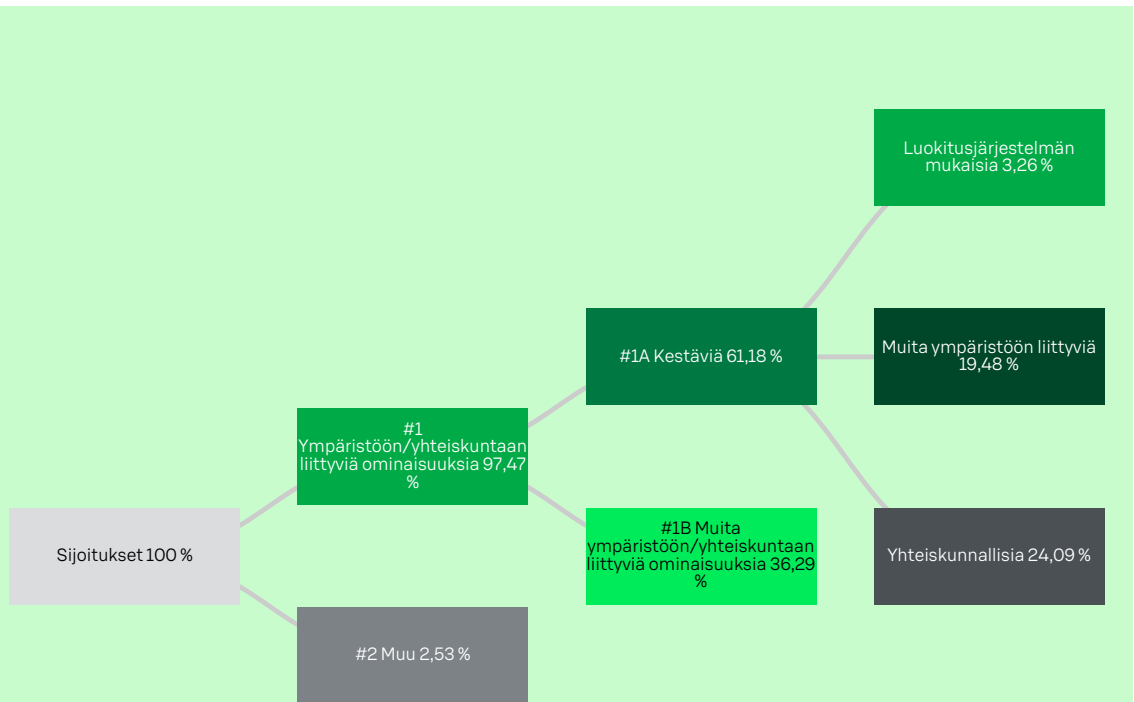 Luokitusjärjestelmän
mukaisia 3,26 %
#1A Kestäviä 61,18 %
Muita ympäristöön liittyviä
19,48 %
#1
Ympäristöön/yhteiskuntaan
liittyviä ominaisuuksia 97,47
%
Sijoitukset 100 %
#1B Muita
ympäristöön/yhteiskuntaan
liittyviä ominaisuuksia 36,29
%
Yhteiskunnallisia 24,09 %
#2 Muu 2,53 %